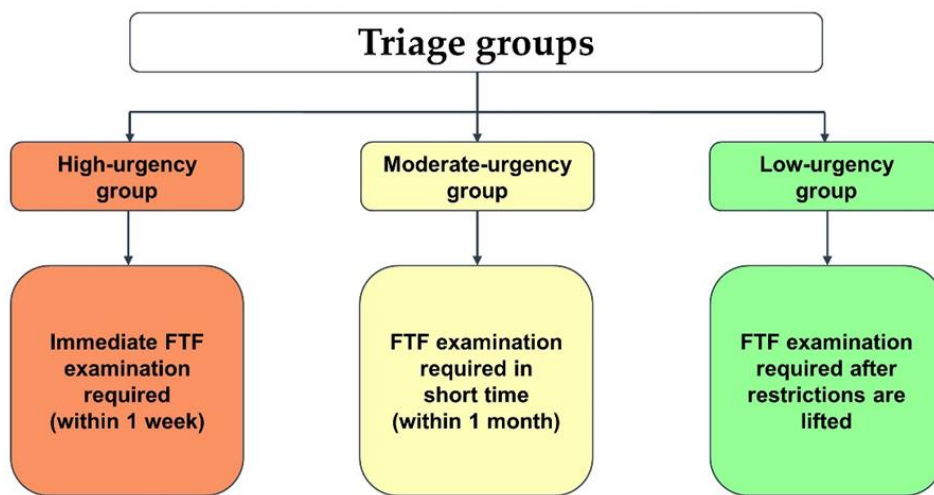 Triage groups
High-urgency
group
Moderate-urgency
group
Low-urgency
group
Immediate FTF
examination
required
(within 1 week)
FTF examination
required in
short time
(within 1 month)
FTF examination
required after
restrictions are
lifted